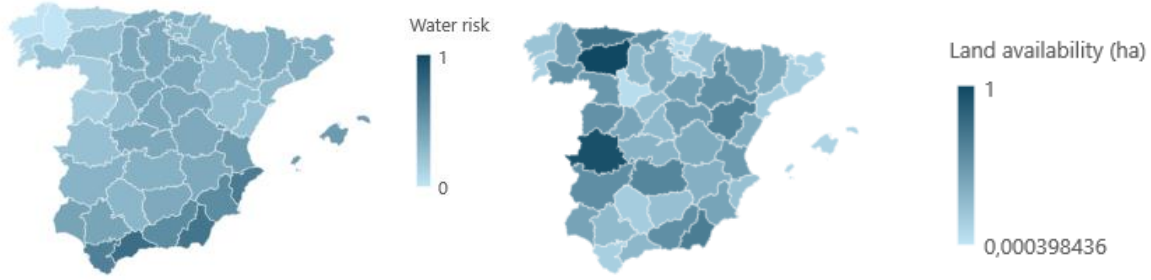 Water risk
1
0
Land availability (ha)
1
0,000398436